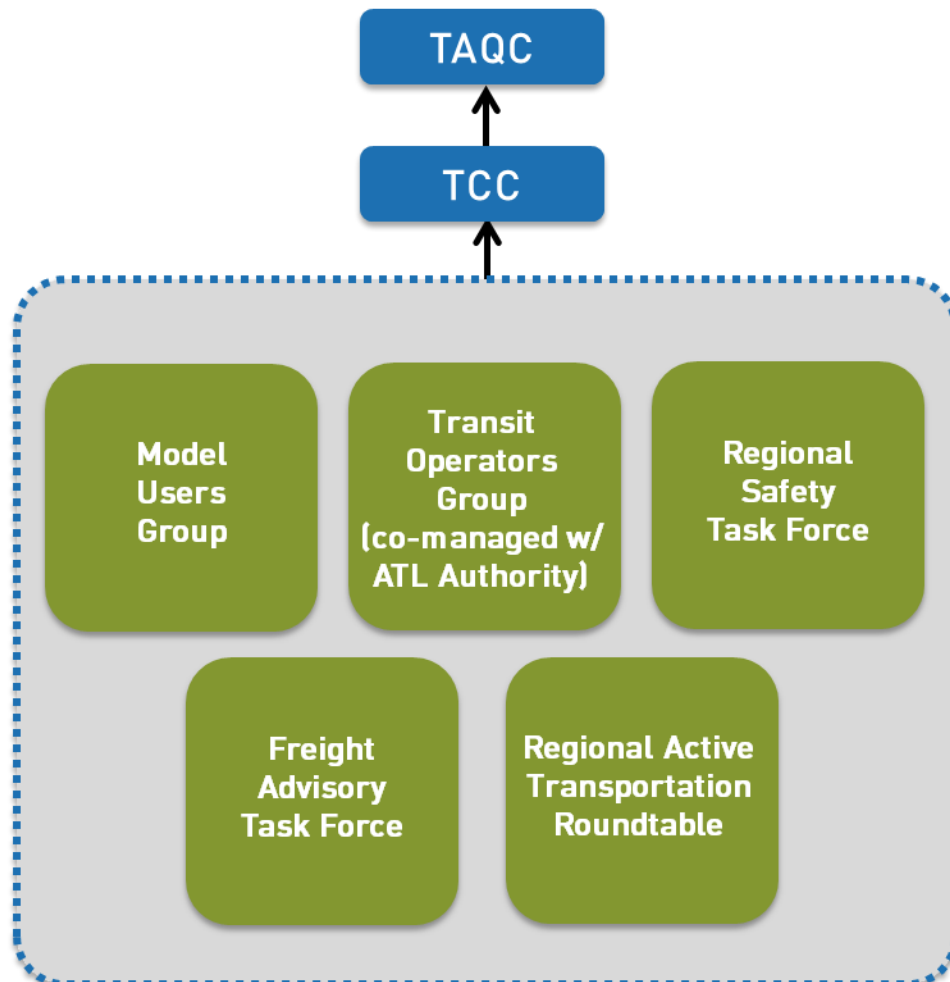 TAQC
TCC
Model
Users
Group
Transit
Operators
Group
(co-managed w/
ATL Authority)
Regional
Safety
Task Force
Freight
Advisory
Task Force
Regional Active
Transportation
Roundtable